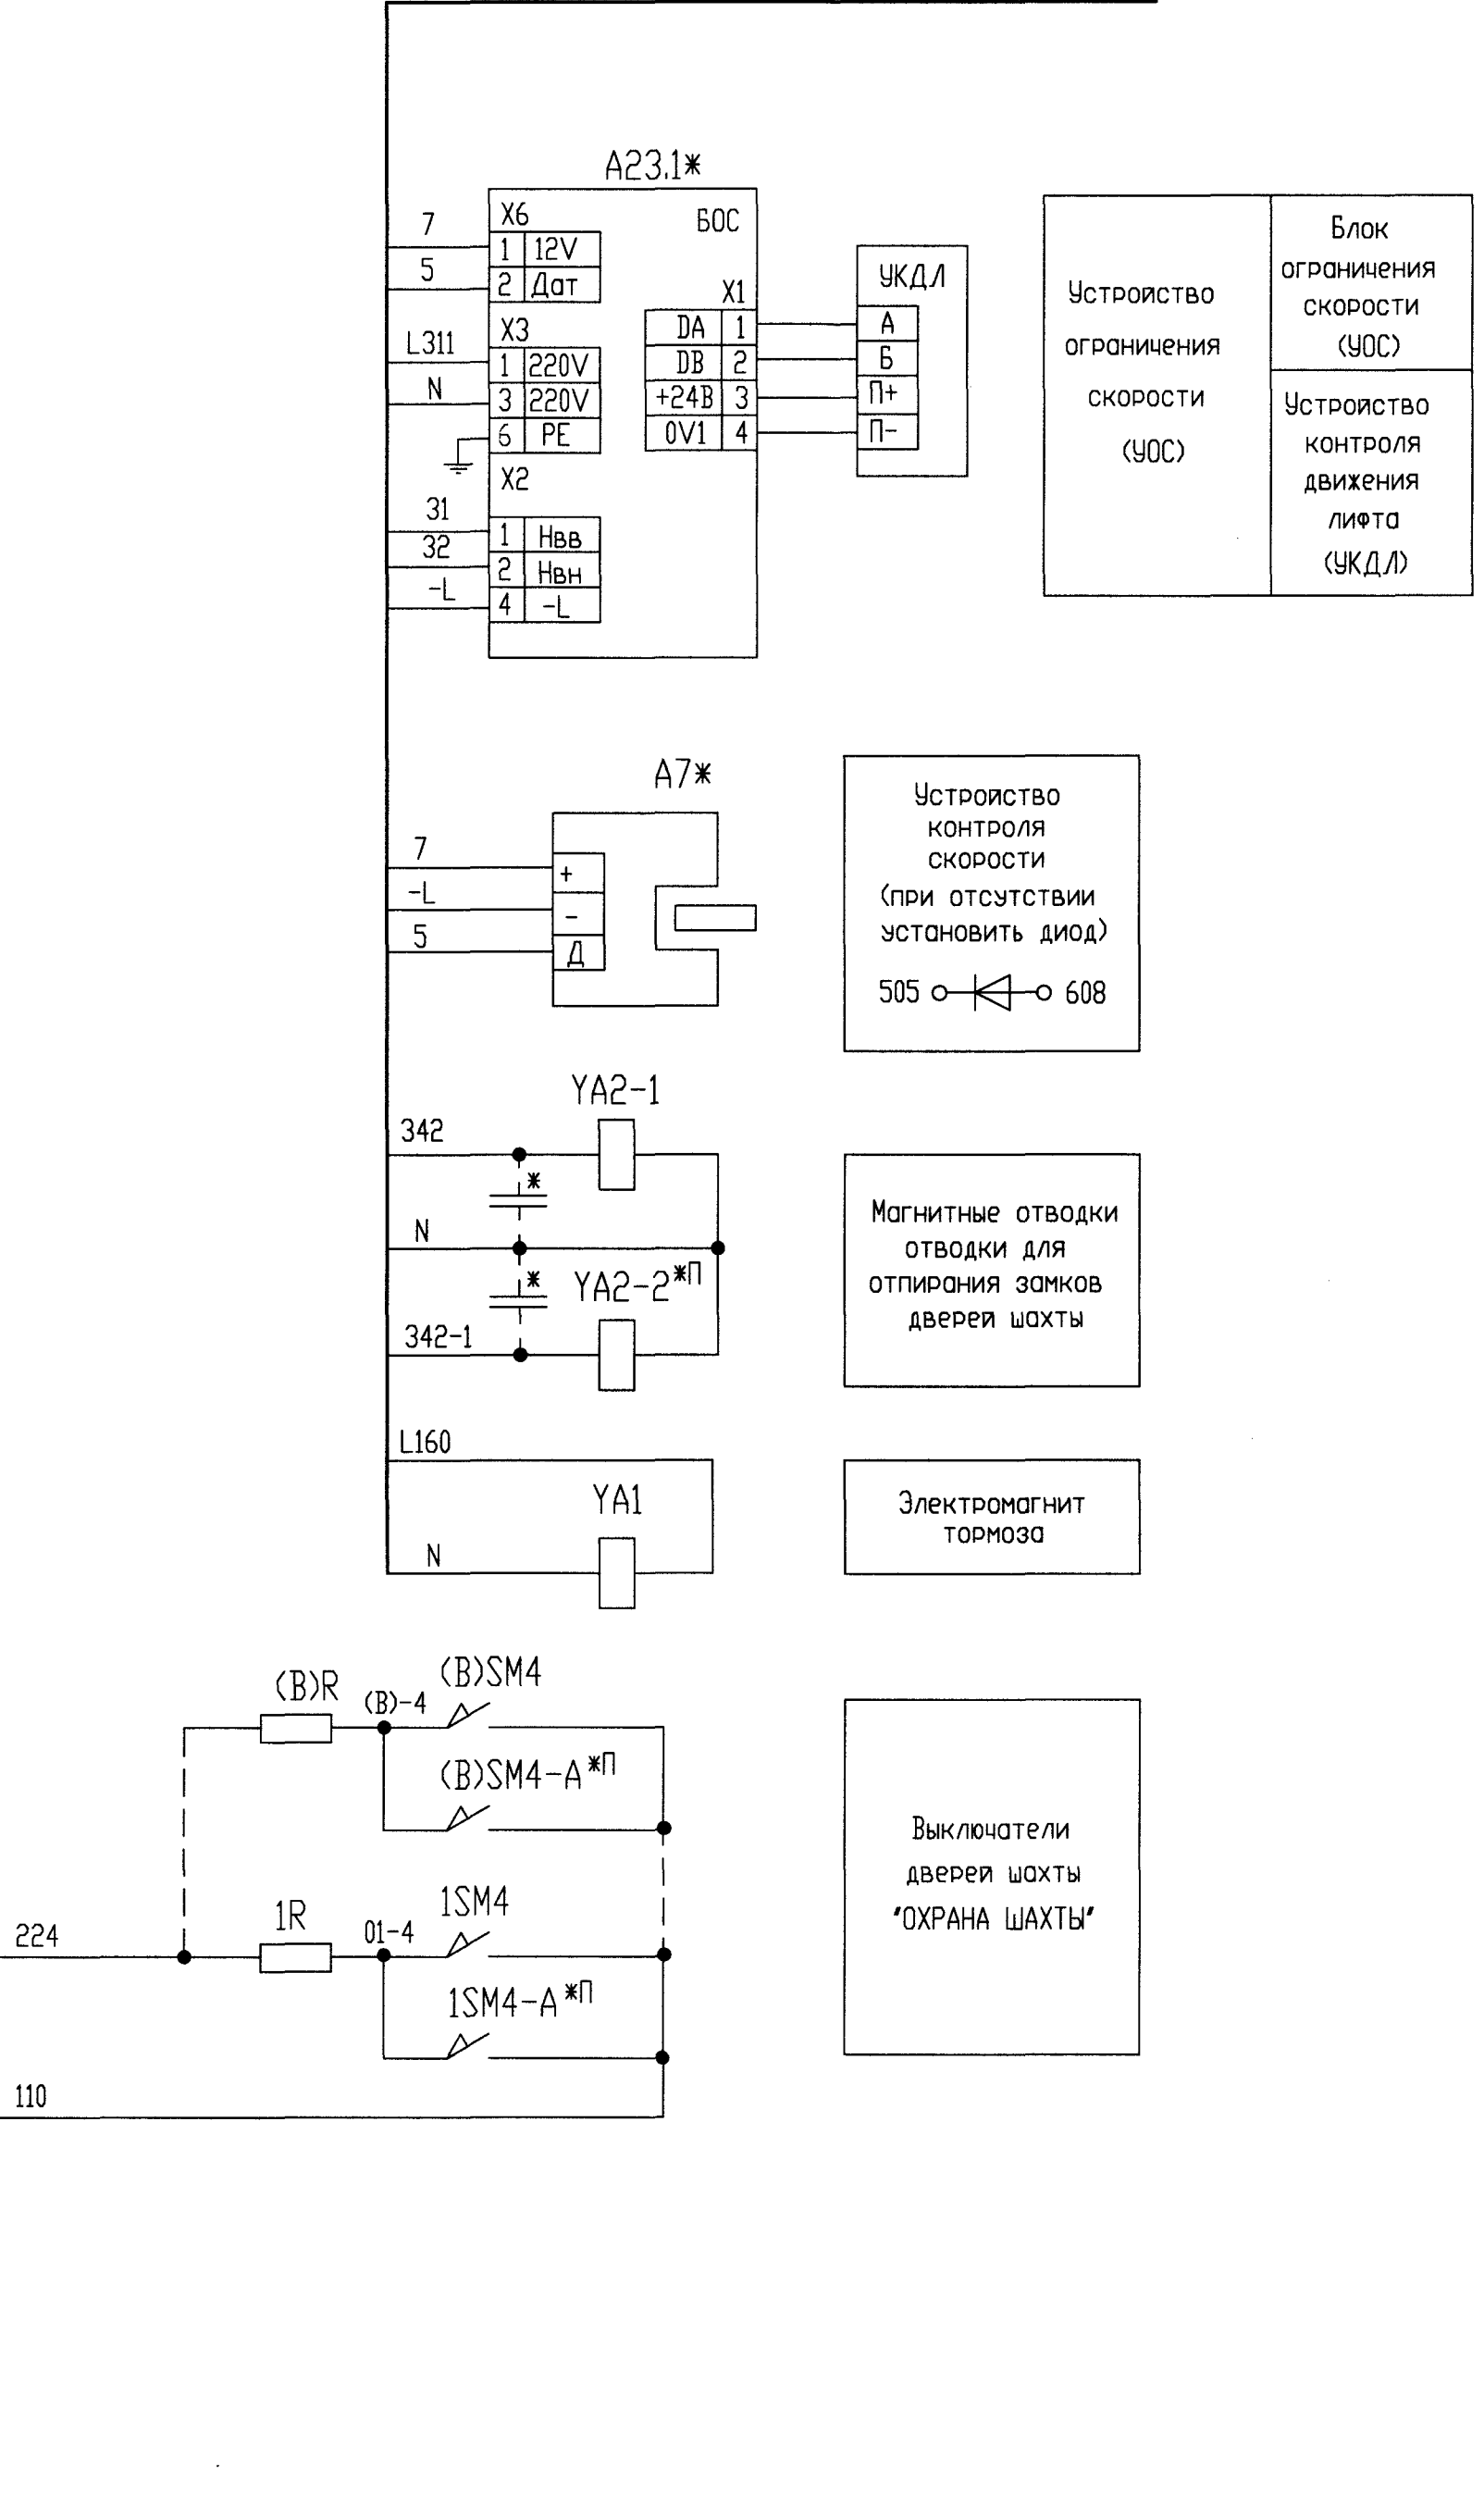 А23.1*
7
5
L311
N
31
32
-L
X6
БОС
1 12V
2 Дат
X3
1 220V
3 220V
6 PE
X2
1 Нвв
2 Нвн
4 -L
X1
DA 1
DB 2
+24В 3
0V1 4
УКДЛ
А
Б
П+
П-
Устройство
ограничения
скорости
(УОС)
Блок
ограничения
скорости
(УОС)
Устройство
контроля
движения
лифта
(УКДЛ)
А7*
7
-L
5
+
-
Д
Устройство
контроля
скорости
(при отсутствии
установить диод)
505 608
YA2-1
342
*
N
*
YA2-2*П
342-1
Магнитные отводки
отводки для
отпирания замков
дверей шахты
L160
YA1
N
Электромагнит
тормоза
(В)R
(В)-4
(В)SM4
(В)SM4-А*П
224
1R
01-4
1SM4
1SM4-А*П
110
Выключатели
дверей шахты
"ОХРАНА ШАХТЫ"